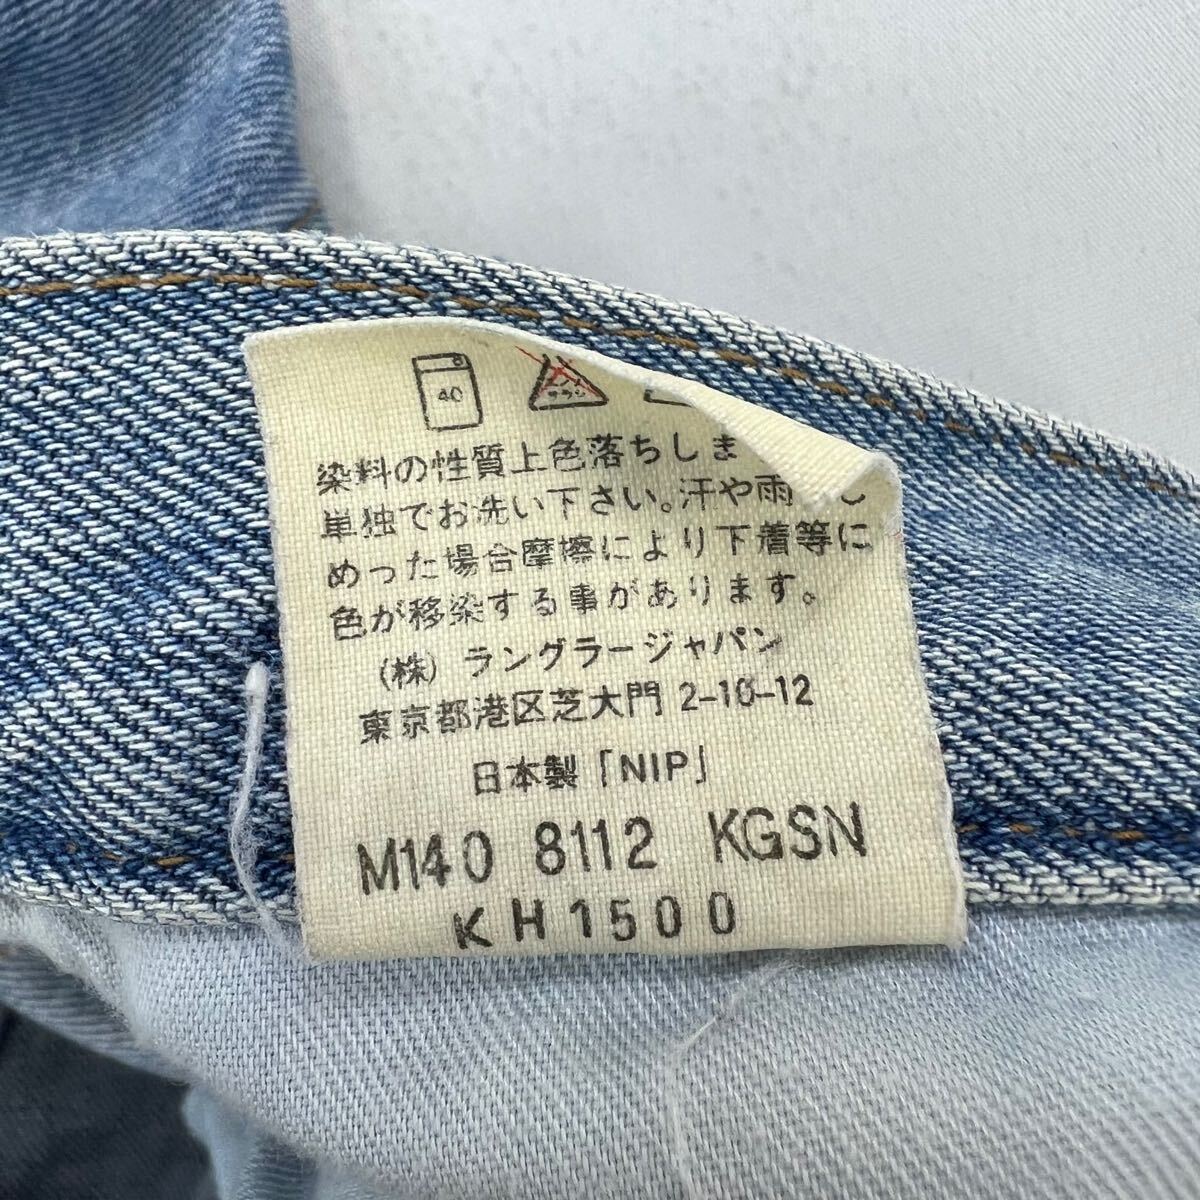 40
サラシ
染料の性質上色落ちしま
単独でお洗い下さい。汗や雨
めった場合摩擦により下着等に
色が移染する事があります。
(株) ラングラージャパン
東京都港区芝大門 2-10-12
日本製「NIP」
M140 8112 KGSN
KH1500